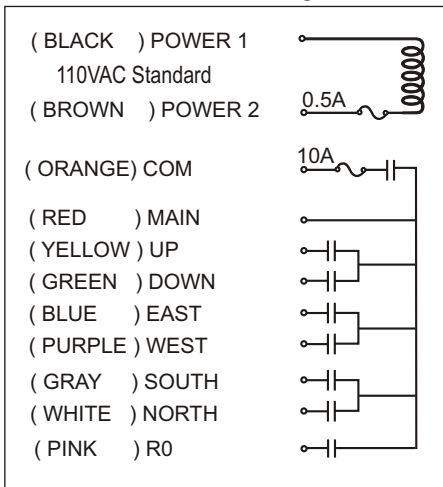 ( BLACK ) POWER 1
110VAC Standard
( BROWN ) POWER 2 0.5A
( ORANGE) COM 10A
( RED ) MAIN
( YELLOW ) UP
( GREEN ) DOWN
( BLUE ) EAST
( PURPLE ) WEST
( GRAY ) SOUTH
( WHITE ) NORTH
( PINK ) R0